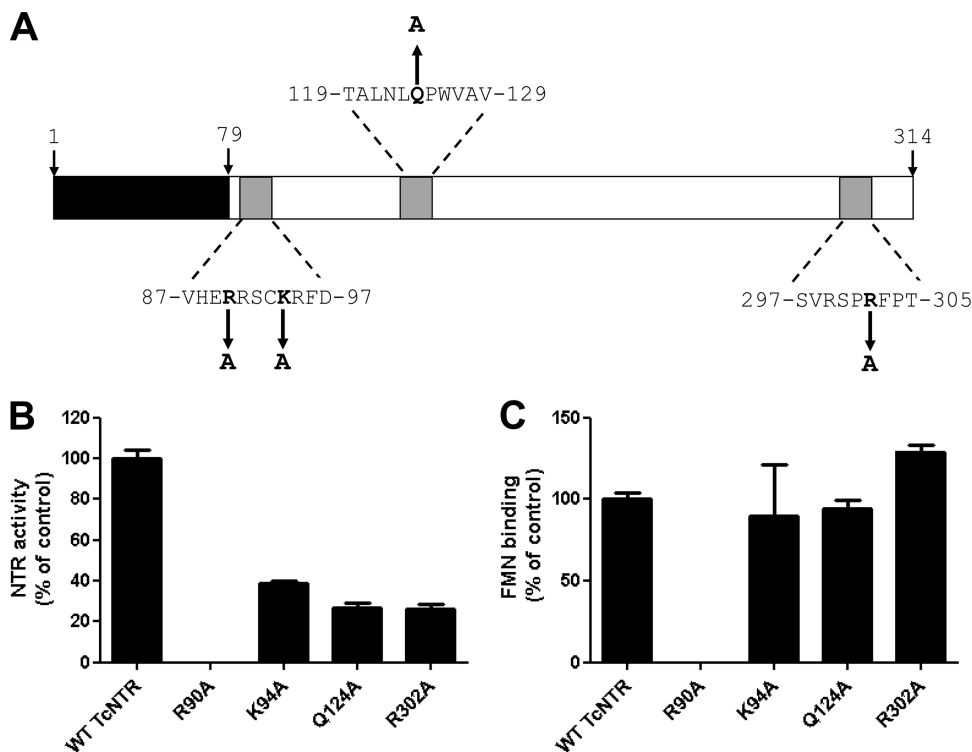 A
A
119-TALNLQPWVAV-129
1
79
314
87-VHERRSCKRFD-97
297-SVRSPRFPT-305
A
A
A
B
NTR activity
(% of control)
120
100
80
60
40
20
0
WT TcNTR
R90A
K94A
Q124A
R302A
C
FMN binding
(% of control)
150
100
50
0
WT TcNTR
R90A
K94A
Q124A
R302A